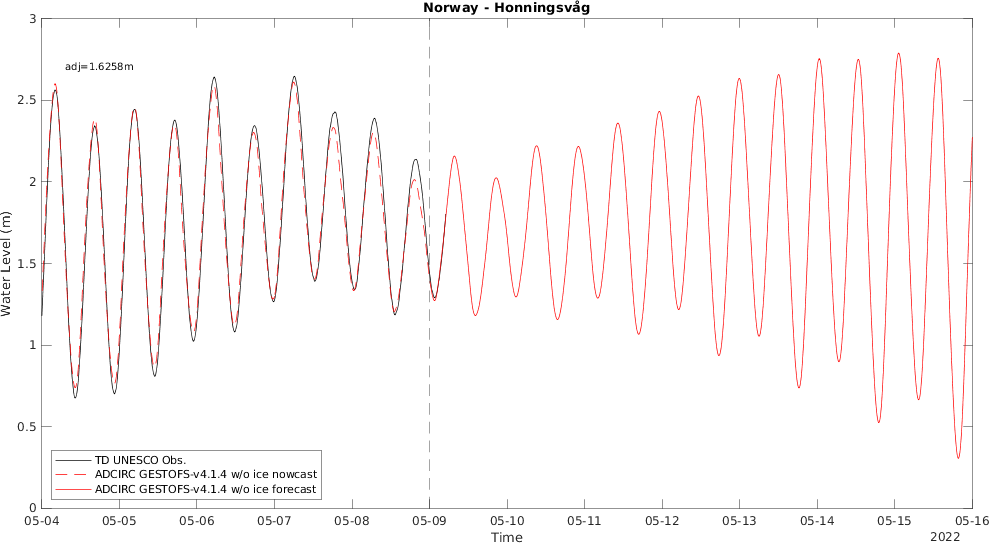 Norway - Honningsvåg
3
adj=1.6258m
2.5
2
Water Level (m)
1.5
1
0.5
TD UNESCO Obs.
ADCIRC GESTOFS-v4.1.4 w/o ice nowcast
ADCIRC GESTOFS-v4.1.4 w/o ice forecast
0
05-04 05-05 05-06 05-07 05-08 05-09 05-10 05-11 05-12 05-13 05-14 05-15 05-16
Time
2022